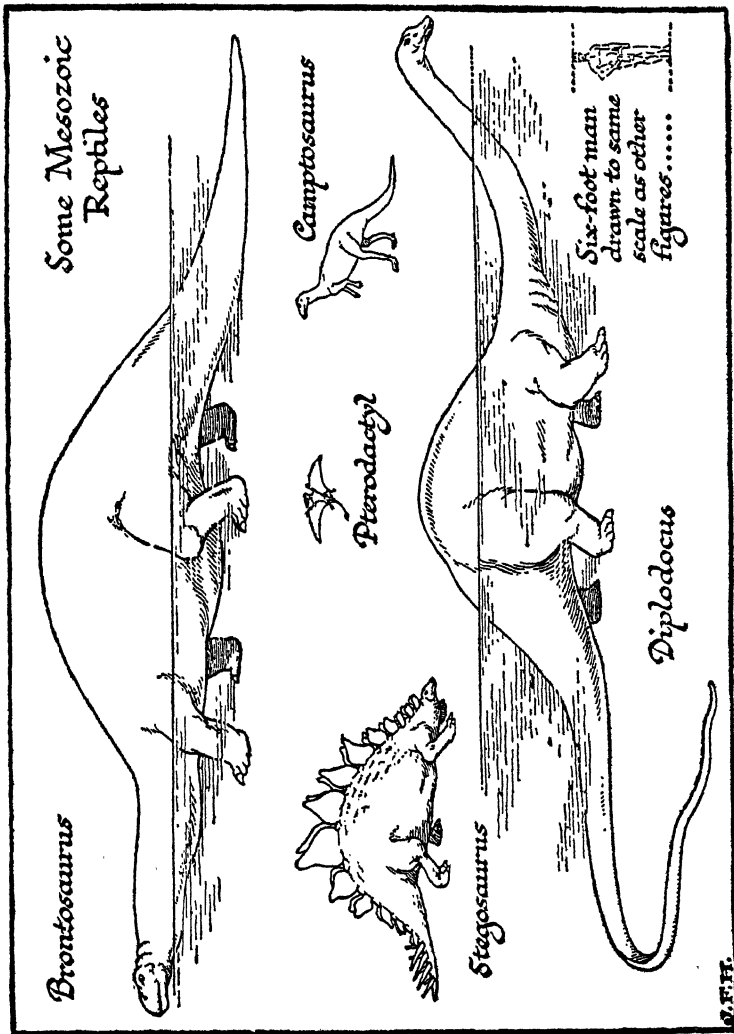 Some Mesozoic
Reptiles
Brontosaurus
Camptosaurus
Pterodactyl
Stegosaurus
Six-foot man
drawn to same
scale as other
figures......
Diplodocus
J.F.H.